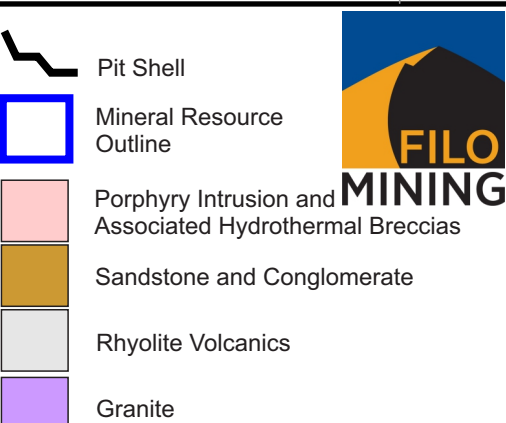 Pit Shell
Mineral Resource
Outline
FILO
MINING
Porphyry Intrusion and
Associated Hydrothermal Breccias
Sandstone and Conglomerate
Rhyolite Volcanics
Granite